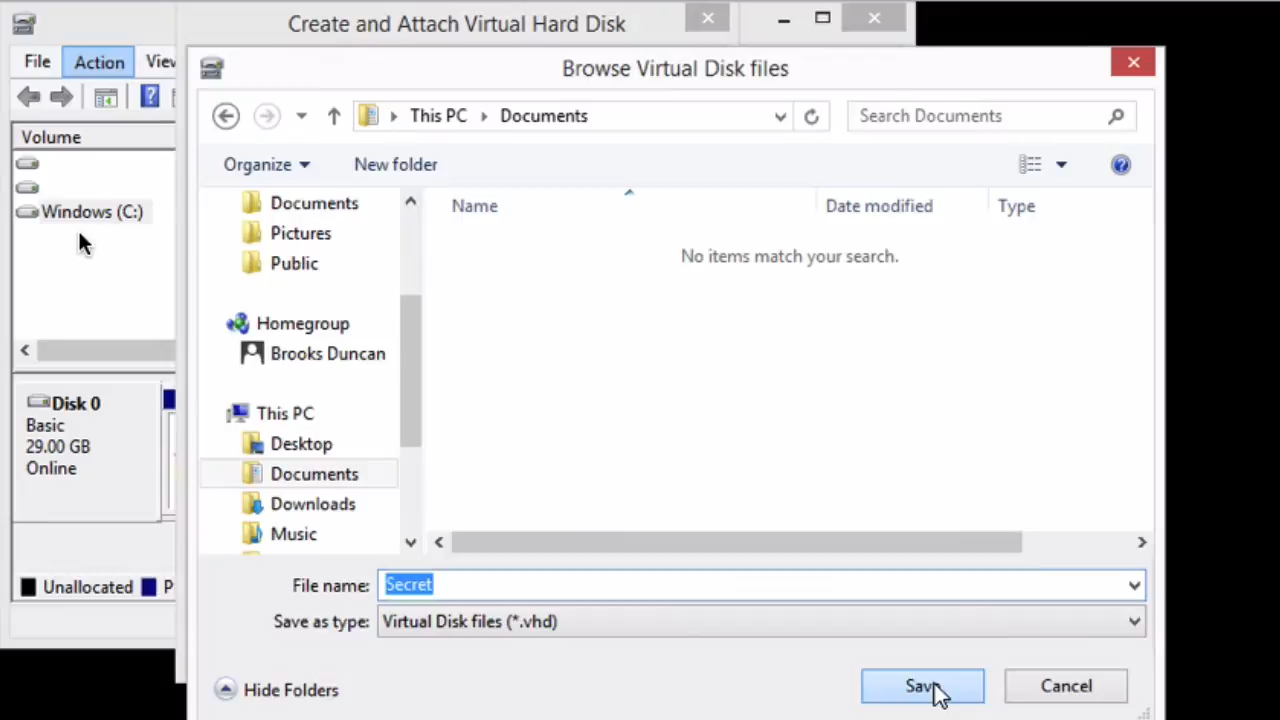 Create and Attach Virtual Hard Disk
File Action
Volume
Windows (C:)
Disk 0
Basic
29.00 GB
Online
Unallocated P
Browse Virtual Disk files
This PC Documents
Search Documents
Organize New folder
Documents
Pictures
Public
Homegroup
Brooks Duncan
This PC
Desktop
Documents
Downloads
Music
Name Date modified Type
No items match your search.
File name: Secret
Save as type: Virtual Disk files (*.vhd)
Hide Folders
Save Cancel